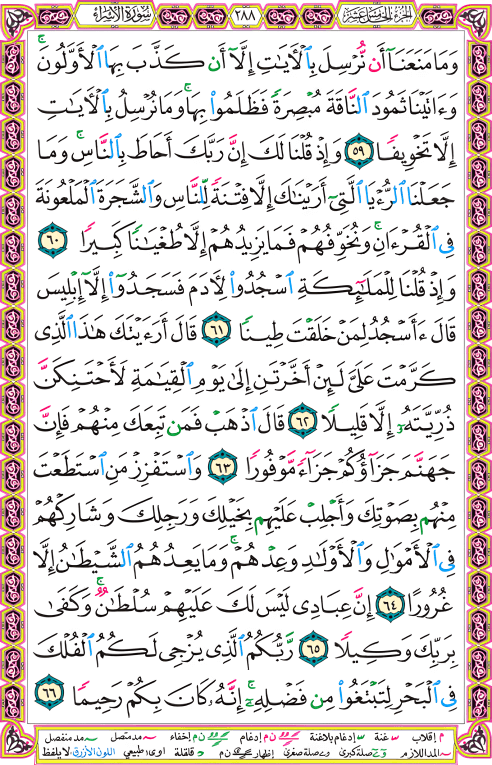 الجزء الخامس عشر ٢٨٨ سورة الإسراء
وَمَا مَنَعَنَآ أَن نُّرْسِلَ بِٱلْـَٔايَـٰتِ إِلَّآ أَن كَذَّبَ بِهَا ٱلْأَوَّلُونَ ۚ
وَءَاتَيْنَا ثَمُودَ ٱلنَّاقَةَ مُبْصِرَةً فَظَلَمُوا۟ بِهَا ۚ وَمَا نُرْسِلُ بِٱلْـَٔايَـٰتِ
إِلَّا تَخْوِيفًا ٥٩ وَإِذْ قُلْنَا لَكَ إِنَّ رَبَّكَ أَحَاطَ بِٱلنَّاسِ ۚ وَمَا
جَعَلْنَا ٱلرُّءْيَا ٱلَّتِىٓ أَرَيْنَـٰكَ إِلَّا فِتْنَةً لِّلنَّاسِ وَٱلشَّجَرَةَ ٱلْمَلْعُونَةَ
فِى ٱلْقُرْءَانِ ۚ وَنُخَوِّفُهُمْ فَمَا يَزِيدُهُمْ إِلَّا طُغْيَـٰنًا كَبِيرًا ٦٠
وَإِذْ قُلْنَا لِلْمَلَـٰٓئِكَةِ ٱسْجُدُوا۟ لِـَٔادَمَ فَسَجَدُوٓا۟ إِلَّآ إِبْلِيسَ
قَالَ ءَأَسْجُدُ لِمَنْ خَلَقْتَ طِينًا ٦١ قَالَ أَرَءَيْتَكَ هَـٰذَا ٱلَّذِى
كَرَّمْتَ عَلَىَّ لَئِنْ أَخَّرْتَنِ إِلَىٰ يَوْمِ ٱلْقِيَـٰمَةِ لَأَحْتَنِكَنَّ
ذُرِّيَّتَهُۥٓ إِلَّا قَلِيلًا ٦٢ قَالَ ٱذْهَبْ فَمَن تَبِعَكَ مِنْهُمْ فَإِنَّ
جَهَنَّمَ جَزَآؤُكُمْ جَزَآءً مَّوْفُورًا ٦٣ وَٱسْتَفْزِزْ مَنِ ٱسْتَطَعْتَ
مِنْهُم بِصَوْتِكَ وَأَجْلِبْ عَلَيْهِم بِخَيْلِكَ وَرَجِلِكَ وَشَارِكْهُمْ
فِى ٱلْأَمْوَٰلِ وَٱلْأَوْلَـٰدِ وَعِدْهُمْ ۚ وَمَا يَعِدُهُمُ ٱلشَّيْطَـٰنُ إِلَّا
غُرُورًا ٦٤ إِنَّ عِبَادِى لَيْسَ لَكَ عَلَيْهِمْ سُلْطَـٰنٌ ۚ وَكَفَىٰ
بِرَبِّكَ وَكِيلًا ٦٥ رَّبُّكُمُ ٱلَّذِى يُزْجِى لَكُمُ ٱلْفُلْكَ
فِى ٱلْبَحْرِ لِتَبْتَغُوا۟ مِن فَضْلِهِۦٓ ۚ إِنَّهُۥ كَانَ بِكُمْ رَحِيمًا ٦٦
م إقلاب غنة إدغام بلاغنة ن م إدغام ن م إخفاء مد متصل مد منفصل
المد اللازم صلة كبرى صلة صغرى إظهار ن م قلقلة اوى طبيعي اللون الأزرق لا يلفظ